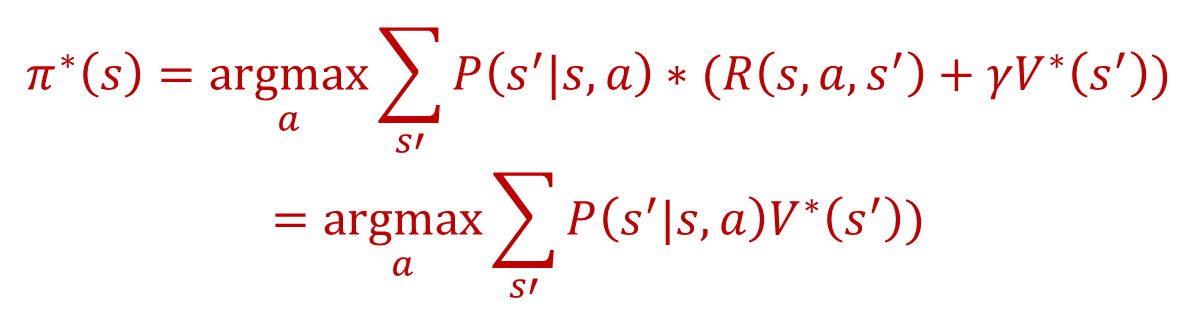 π*(s) = argmax_a ∑_{s′} P(s′|s, a) * (R(s, a, s′) + γV*(s′))
= argmax_a ∑_{s′} P(s′|s, a)V*(s′))